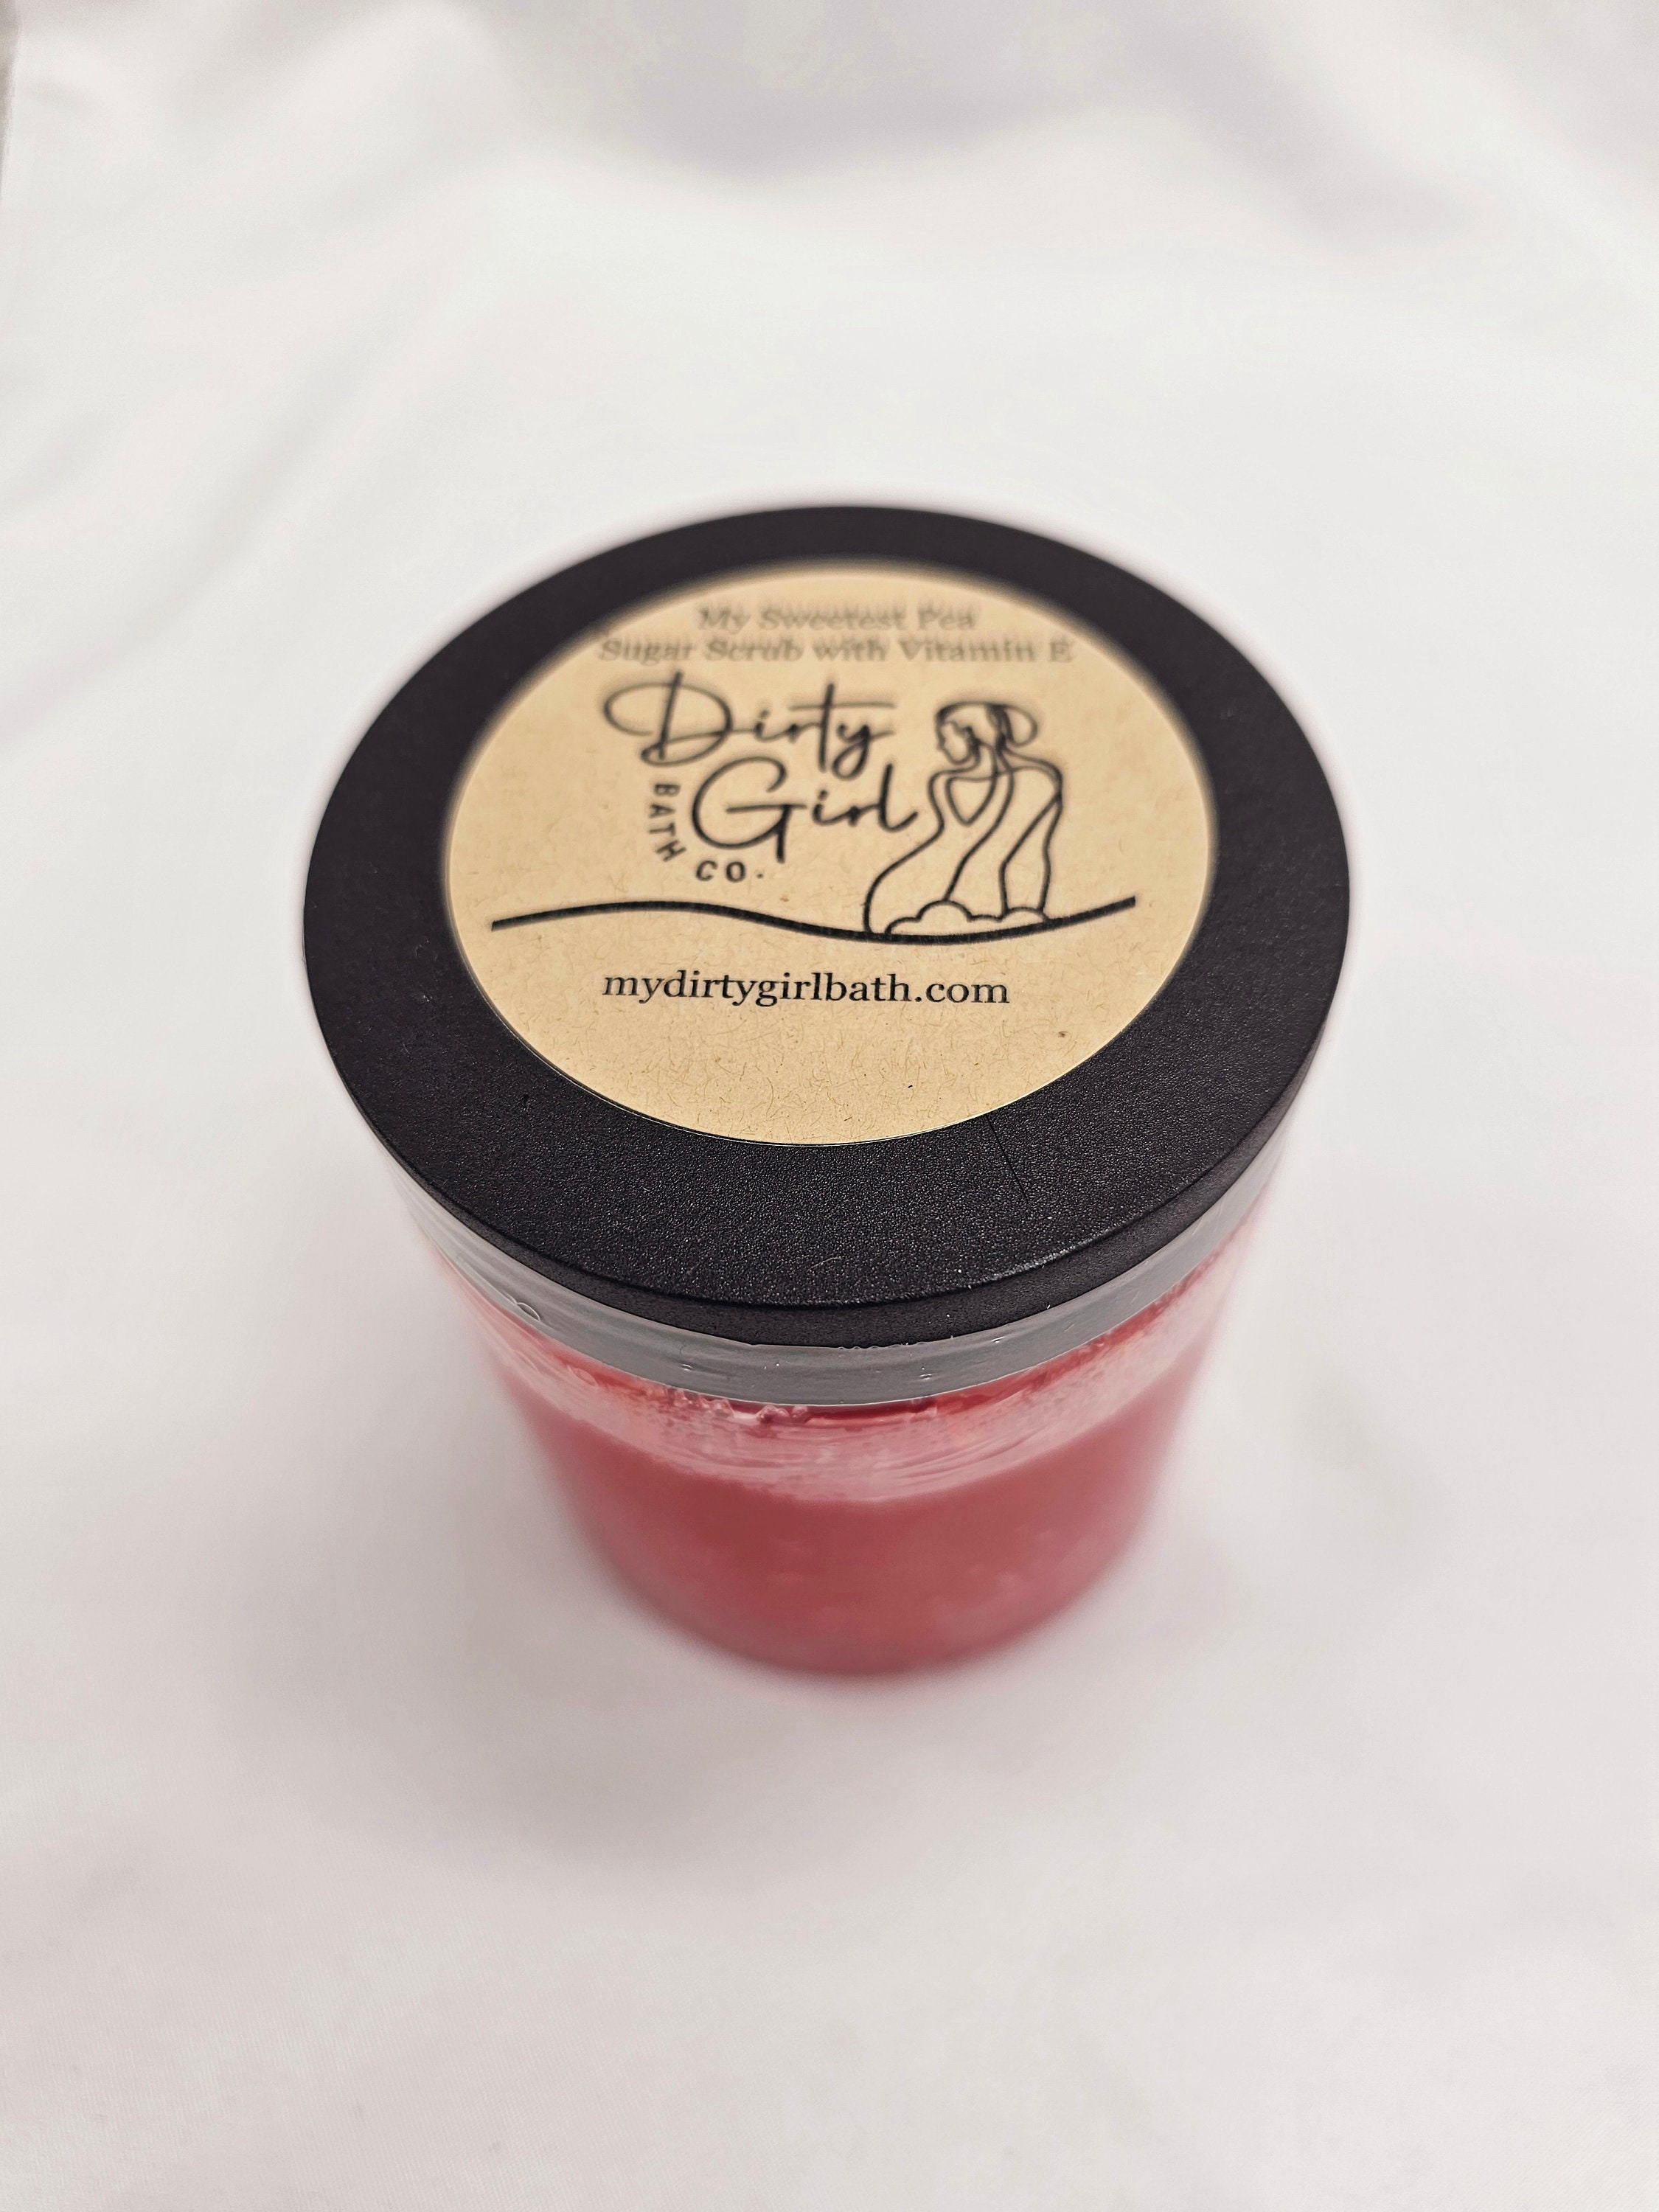 My Sweetest Pea
Sugar Scrub with Vitamin E
Dirty
Girl
BATH CO.
mydirtygirlbath.com